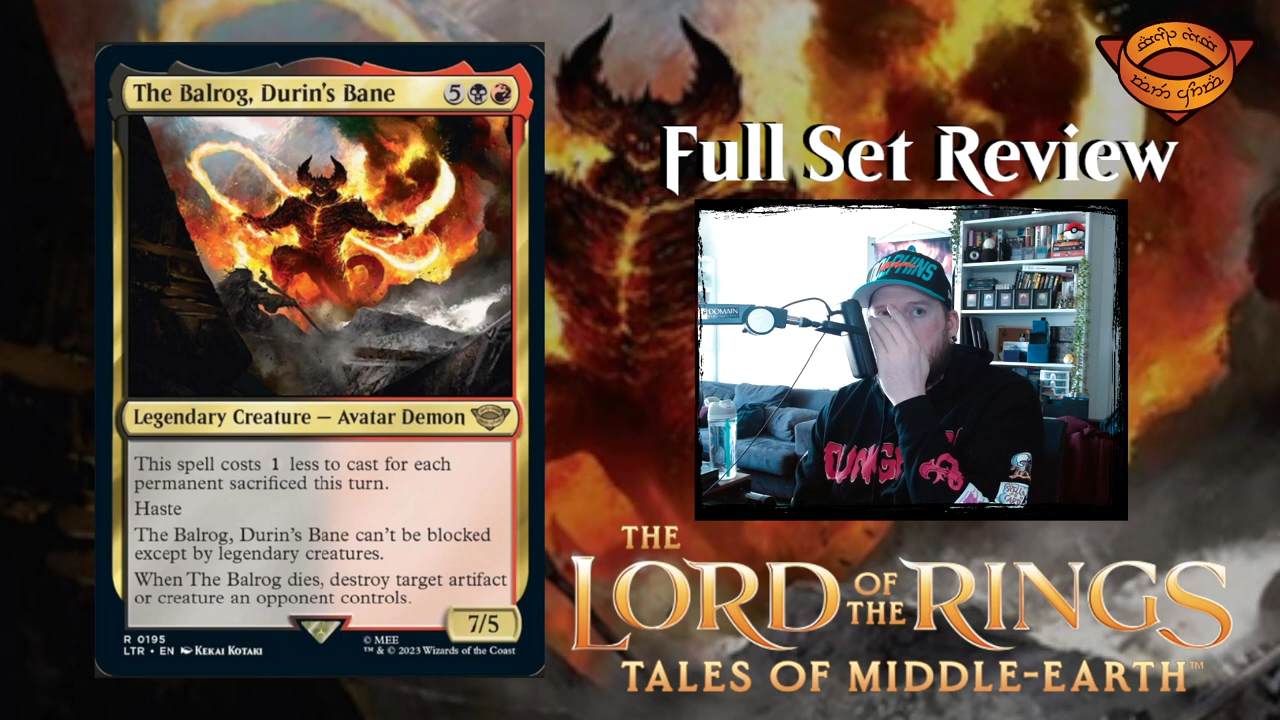 The Balrog, Durin's Bane 5
Legendary Creature — Avatar Demon
This spell costs 1 less to cast for each
permanent sacrificed this turn.
Haste
The Balrog, Durin's Bane can't be blocked
except by legendary creatures.
When The Balrog dies, destroy target artifact
or creature an opponent controls.
7/5
R 0195
LTR • EN KEKAI KOTAKI
© MEE
™ & © 2023 Wizards of the Coast
Full Set Review
DOLPHINS
DOMAIN
THE
LORD OF THE RINGS
TALES OF MIDDLE-EARTH™